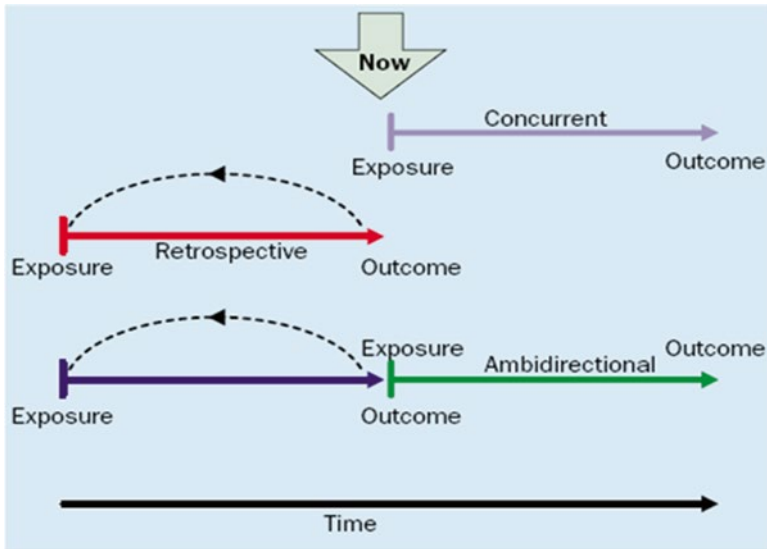 Now
Concurrent
Exposure
Outcome
Retrospective
Exposure
Outcome
Exposure
Outcome
Ambidirectional
Exposure
Outcome
Time